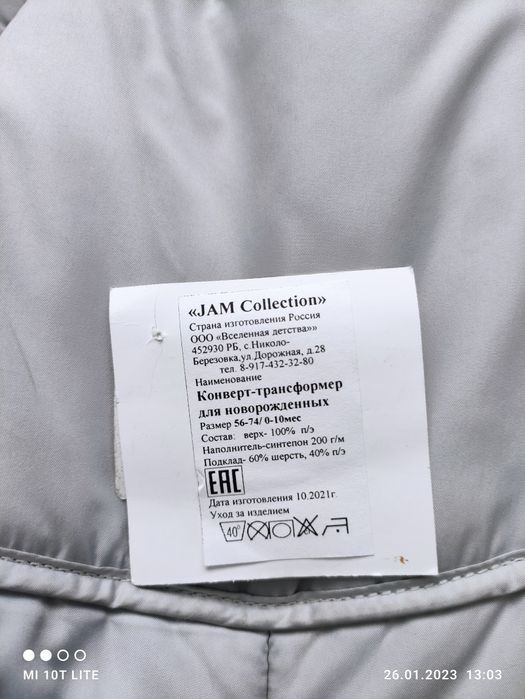 «JAM Collection»
Страна изготовления Россия
ООО «Вселенная детства»»
452930 РБ, с.Николо-
Березовка,ул.Дорожная, д.28
тел. 8-917-432-32-80
Наименование
Конверт-трансформер
для новорожденных
Размер 56-74/ 0-10мес
Состав: верх- 100% п/э
Наполнитель-синтепон 200 г/м
Подклад- 60% шерсть, 40% п/э
EAC
Дата изготовления 10.2021г.
Уход за изделием
40°
MI 10T LITE
26.01.2023 13:03